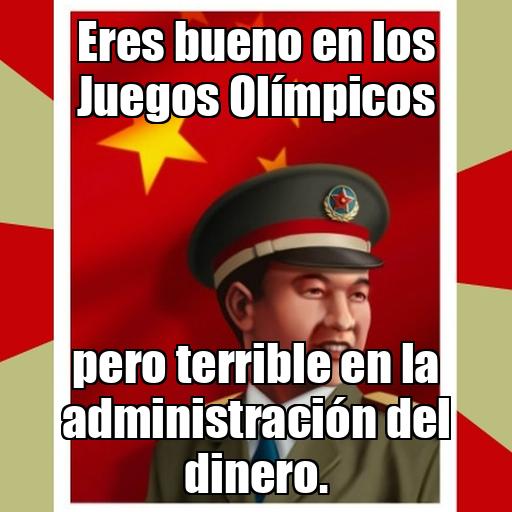 Eres bueno en los
Juegos Olímpicos
pero terrible en la
administración del
dinero.